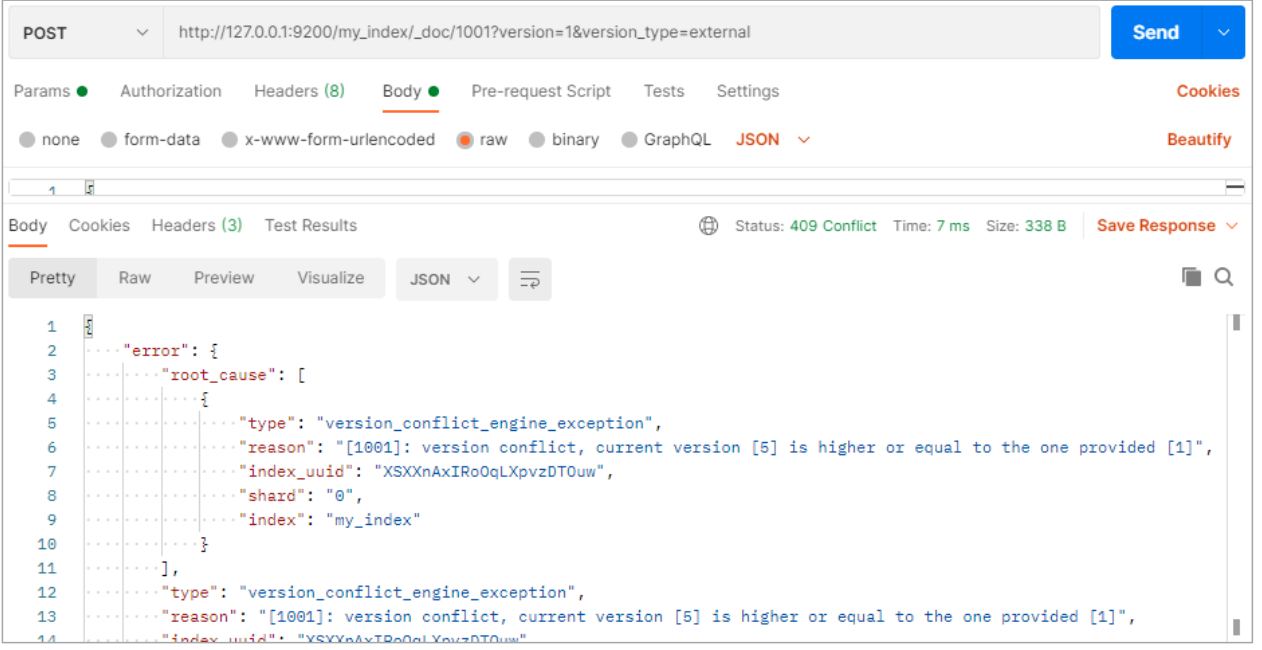 POST http://127.0.0.1:9200/my_index/_doc/1001?version=1&version_type=external Send
Params Authorization Headers (8) Body Pre-request Script Tests Settings Cookies
none form-data x-www-form-urlencoded raw binary GraphQL JSON Beautify
1 {
Body Cookies Headers (3) Test Results Status: 409 Conflict Time: 7 ms Size: 338 B Save Response
Pretty Raw Preview Visualize JSON
1 {
2 "error": {
3 "root_cause": [
4 {
5 "type": "version_conflict_engine_exception",
6 "reason": "[1001]: version conflict, current version [5] is higher or equal to the one provided [1]",
7 "index_uuid": "XSXXnAxIRoOqLXpvzDTOuw",
8 "shard": "0",
9 "index": "my_index"
10 }
11 ],
12 "type": "version_conflict_engine_exception",
13 "reason": "[1001]: version conflict, current version [5] is higher or equal to the one provided [1]",
14 "index_uuid": "XSXXnAxIRoOqLXpvzDTOuw"